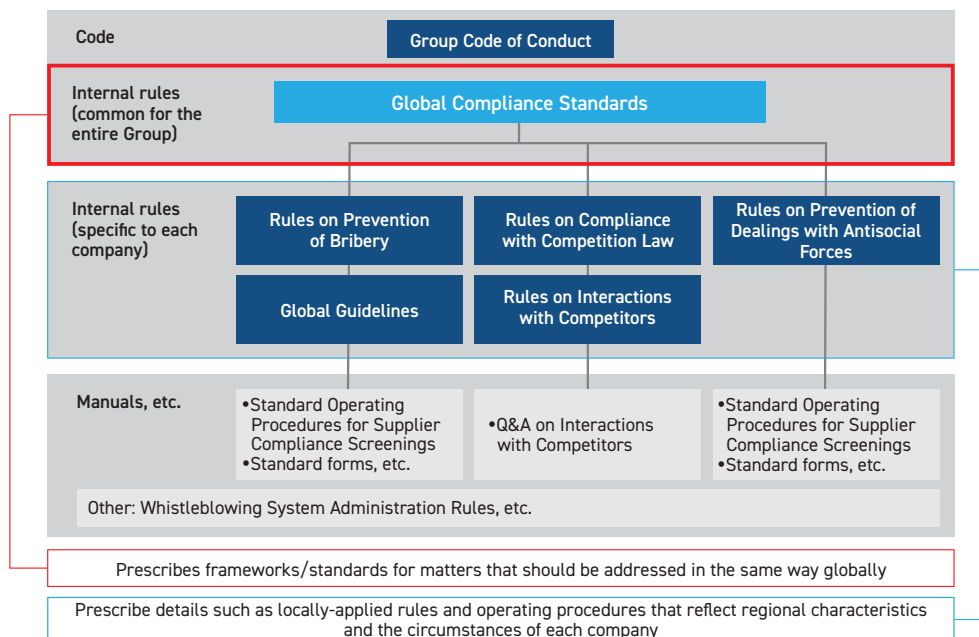 Code
Group Code of Conduct
Internal rules
(common for the
entire Group)
Global Compliance Standards
Internal rules
(specific to each
company)
Rules on Prevention
of Bribery
Rules on Compliance
with Competition Law
Rules on Prevention of
Dealings with Antisocial
Forces
Global Guidelines
Rules on Interactions
with Competitors
Manuals, etc.
•Standard Operating
Procedures for Supplier
Compliance Screenings
•Standard forms, etc.
•Q&A on Interactions
with Competitors
•Standard Operating
Procedures for Supplier
Compliance Screenings
•Standard forms, etc.
Other: Whistleblowing System Administration Rules, etc.
Prescribes frameworks/standards for matters that should be addressed in the same way globally
Prescribe details such as locally-applied rules and operating procedures that reflect regional characteristics
and the circumstances of each company